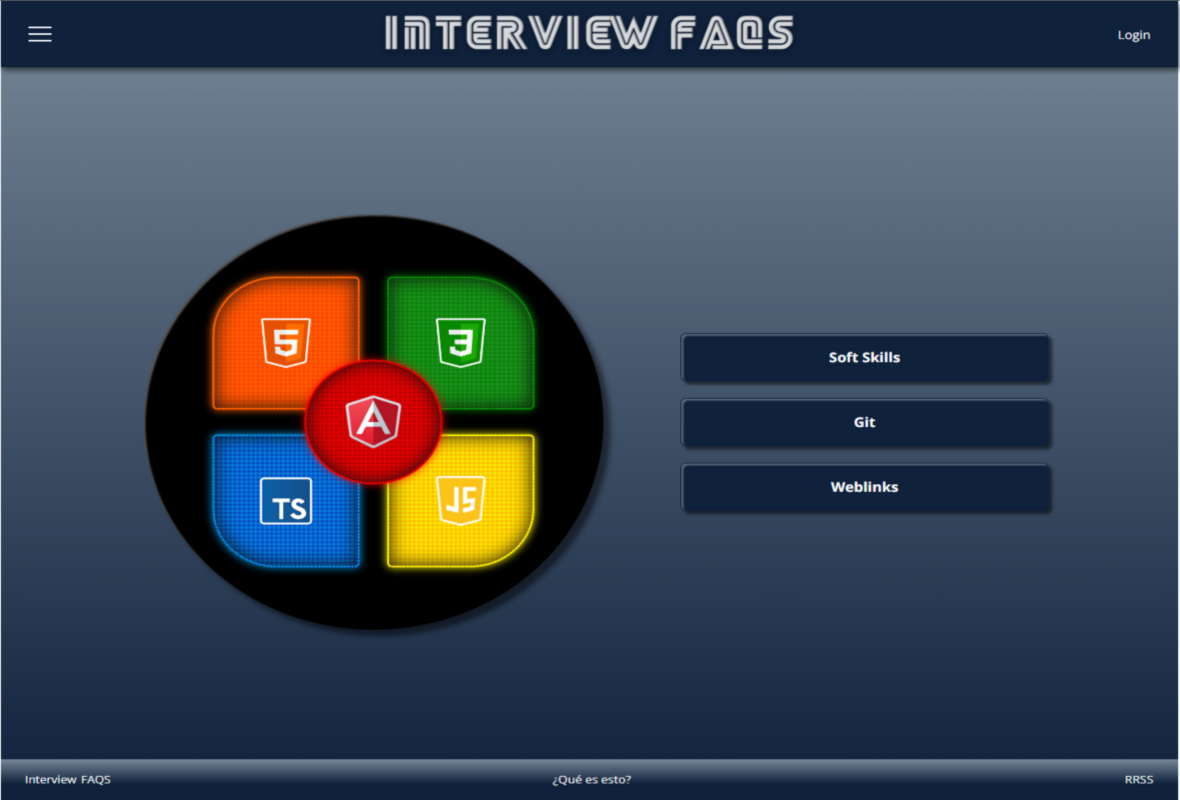 INTERVIEW FAQS
Login
5
3
A
TS
JS
Soft Skills
Git
Weblinks
Interview FAQS
¿Qué es esto?
RRSS